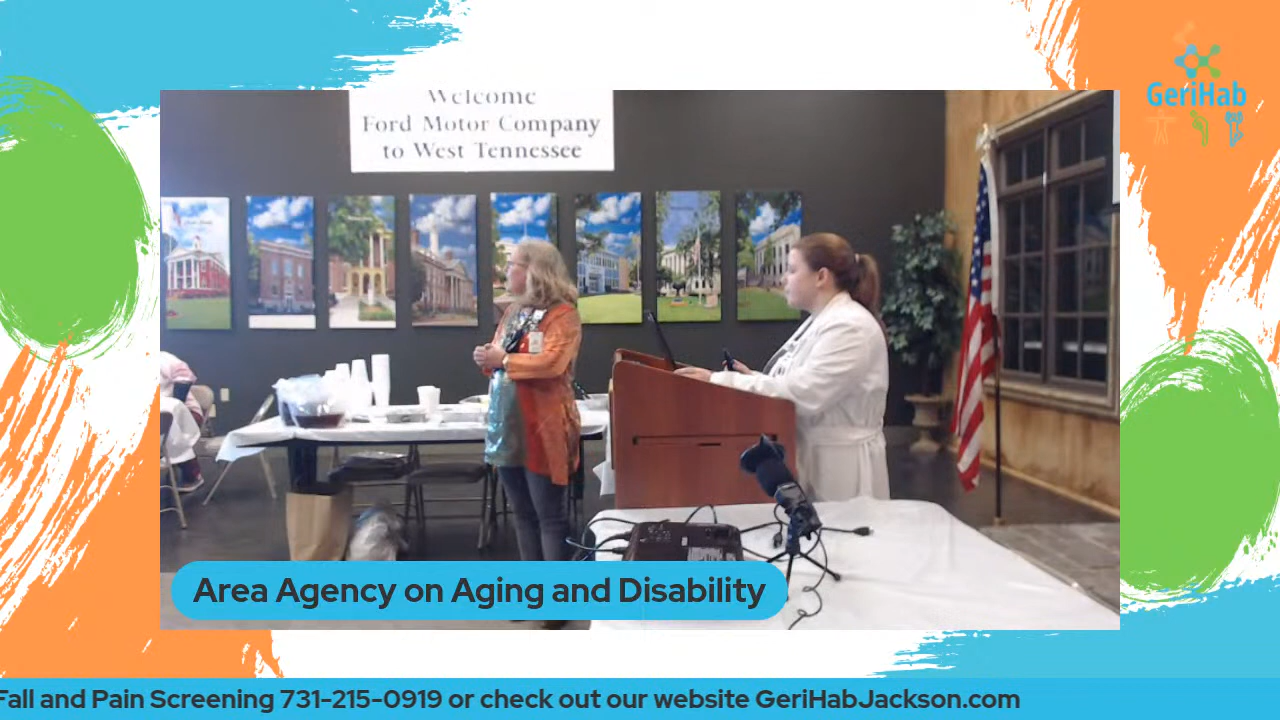 GeriHab
Welcome
Ford Motor Company
to West Tennessee
Area Agency on Aging and Disability
Fall and Pain Screening 731-215-0919 or check out our website GeriHabJackson.com